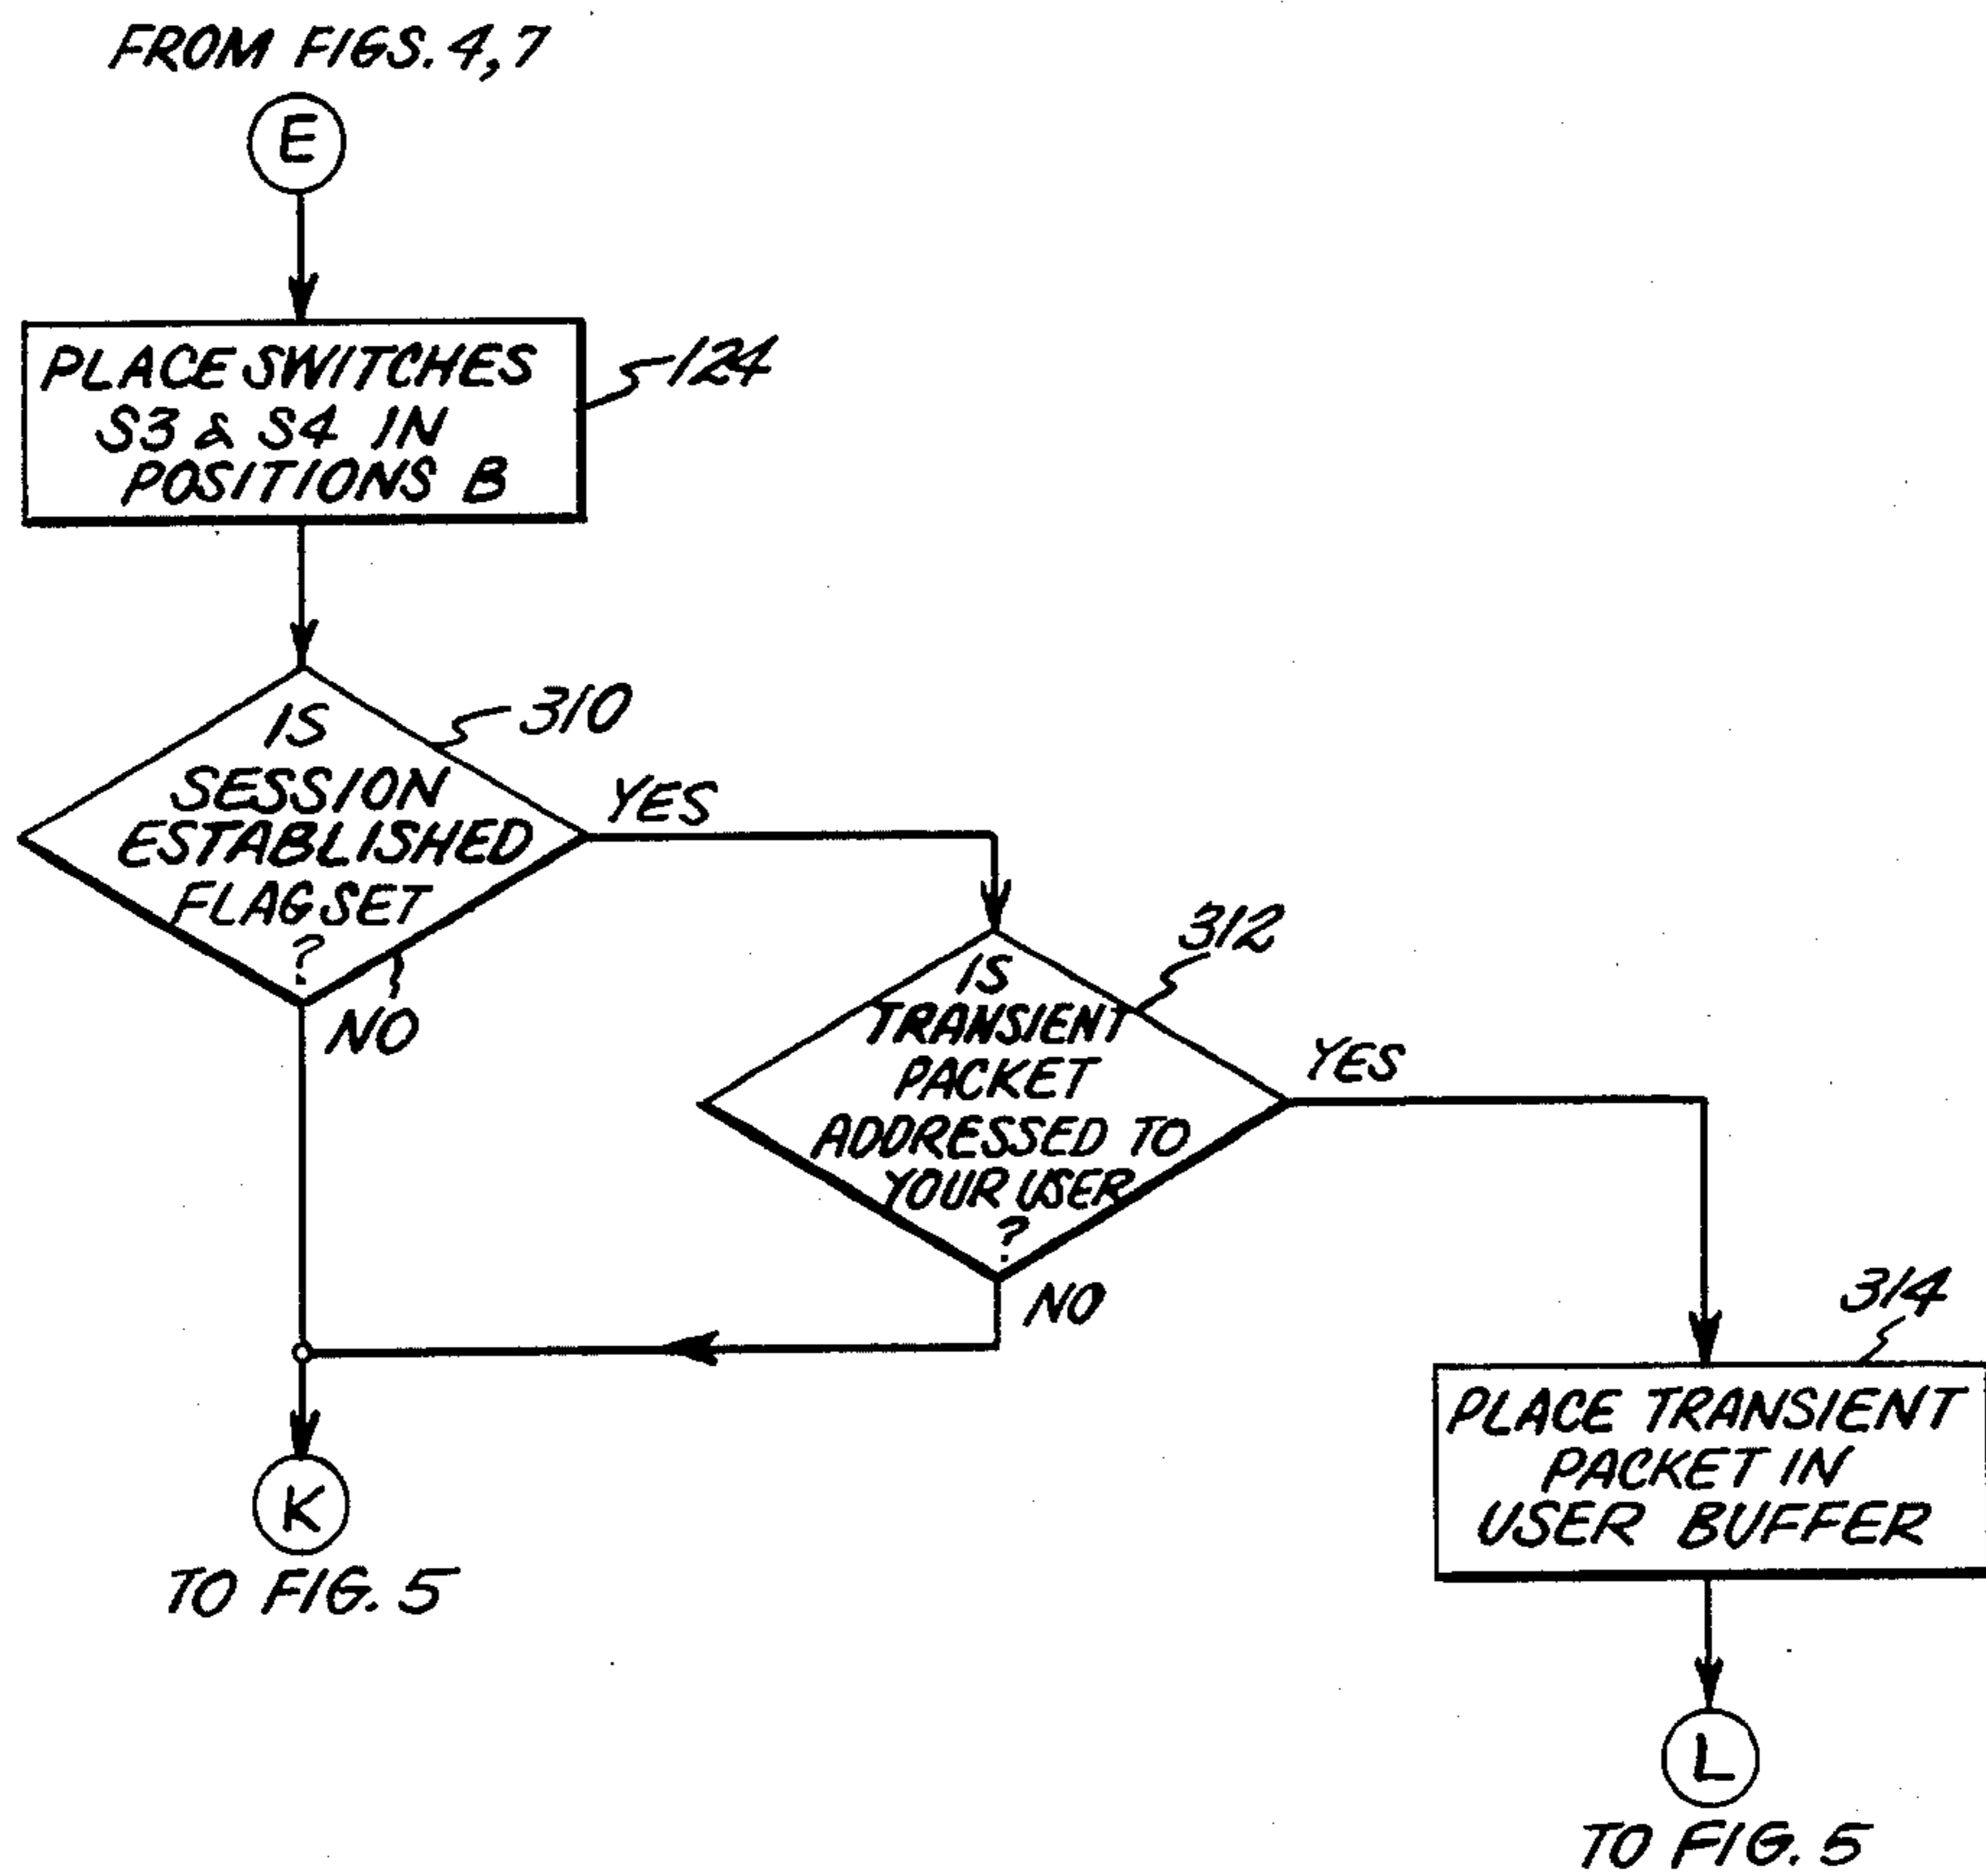 FROM FIGS. 4,7
E
PLACE SWITCHES
S3 & S4 IN
POSITIONS B
124
IS
SESSION
ESTABLISHED
FLAG SET
?
310
YES
NO
IS
TRANSIENT
PACKET
ADDRESSED TO
YOUR USER
?
312
YES
NO
314
PLACE TRANSIENT
PACKET IN
USER BUFFER
K
TO FIG. 5
L
TO FIG. 5